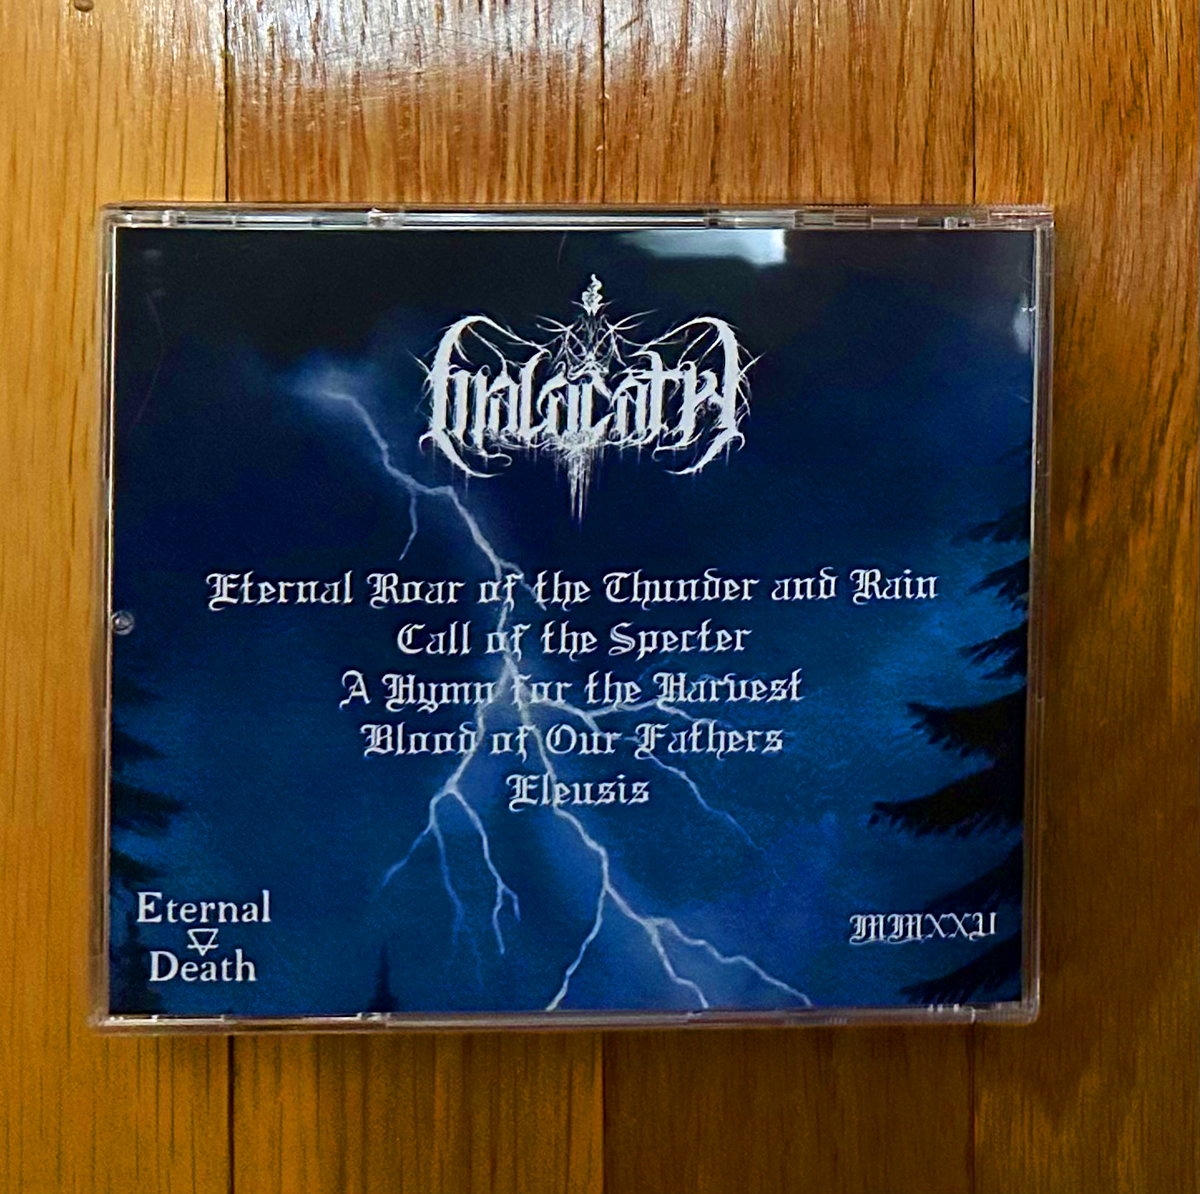 Malacath
Eternal Roar of the Thunder and Rain
Call of the Specter
A Hymn for the Harvest
Blood of Our Fathers
Eleusis
Eternal
Death
MMXXV